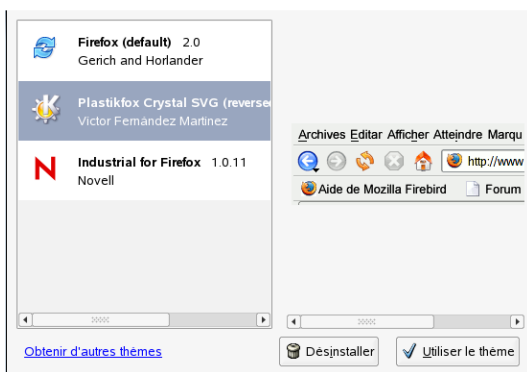 Firefox (default) 2.0
Gerich and Horlander
Plastikfox Crystal SVG (reverse
Victor Fernández Martinez
Industrial for Firefox 1.0.11
Novell
Archives Editar Afficher Atteindre Marqu
http://www
Aide de Mozilla Firebird Forum
Obtenir d'autres thèmes
Désinstaller
Utiliser le thème